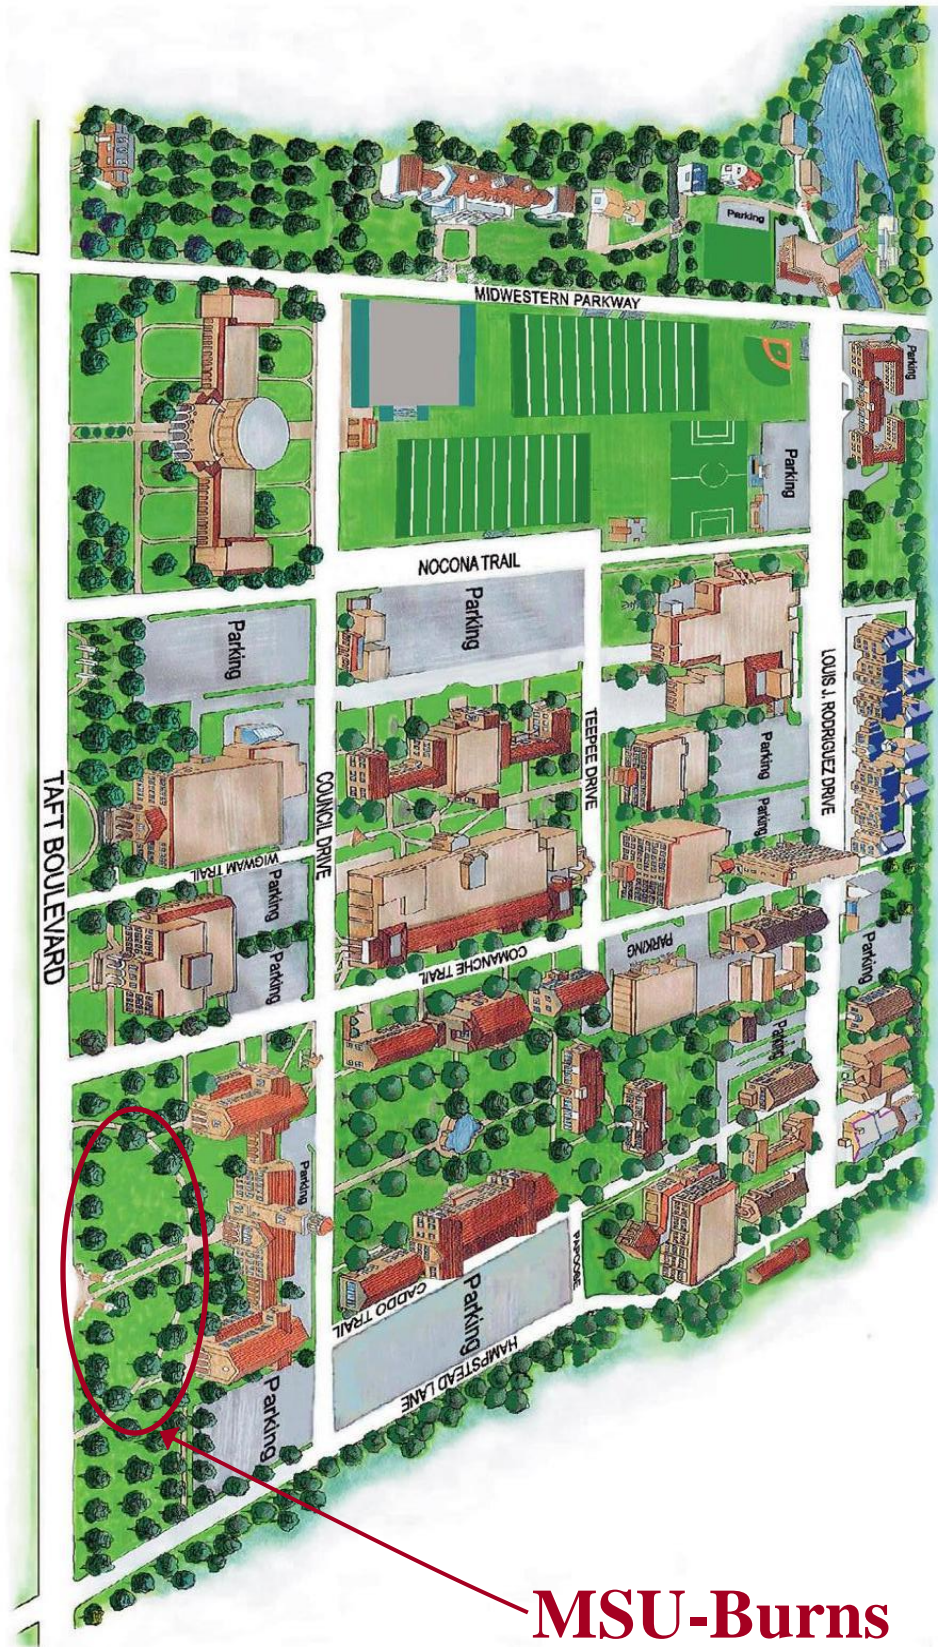 Parking
MIDWESTERN PARKWAY
Parking
Parking
NOCONA TRAIL
Parking
Parking
LOUIS J. RODRIGUEZ DRIVE
TEEPEE DRIVE
Parking
Parking
COUNCIL DRIVE
TAFT BOULEVARD
WIGWAM TRAIL
Parking
Parking
PARKING
Parking
COMANCHE TRAIL
Parking
Parking
PAPOOSE
Parking
CADDO TRAIL
HAMPSTEAD LANE
Parking
MSU-Burns